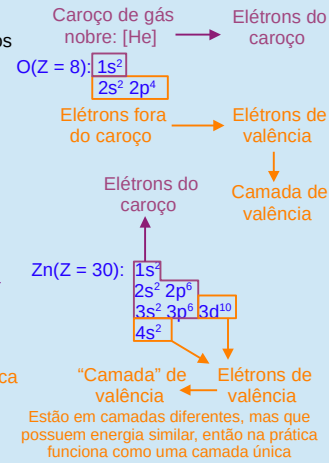 Caroço de gás
nobre: [He]
Elétrons do
caroço
os
O(Z = 8): 1s²
2s² 2p⁴
Elétrons fora
do caroço
Elétrons de
valência
Camada de
valência
Elétrons do
caroço
Zn(Z = 30): 1s²
2s² 2p⁶
3s² 3p⁶ 3d¹⁰
4s²
ca
“Camada” de
valência
Elétrons de
valência
Estão em camadas diferentes, mas que
possuem energia similar, então na prática
funciona como uma camada única